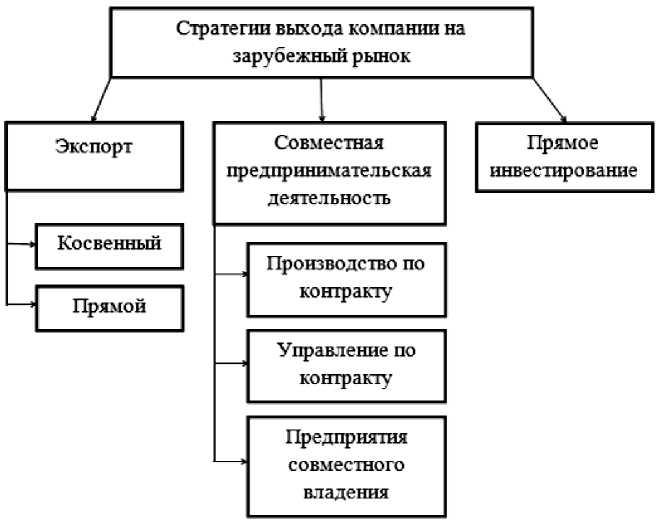 Стратегии выхода компании на
зарубежный рынок
Экспорт
Совместная
предпринимательская
деятельность
Прямое
инвестирование
Косвенный
Прямой
Производство по
контракту
Управление по
контракту
Предприятия
совместного
владения